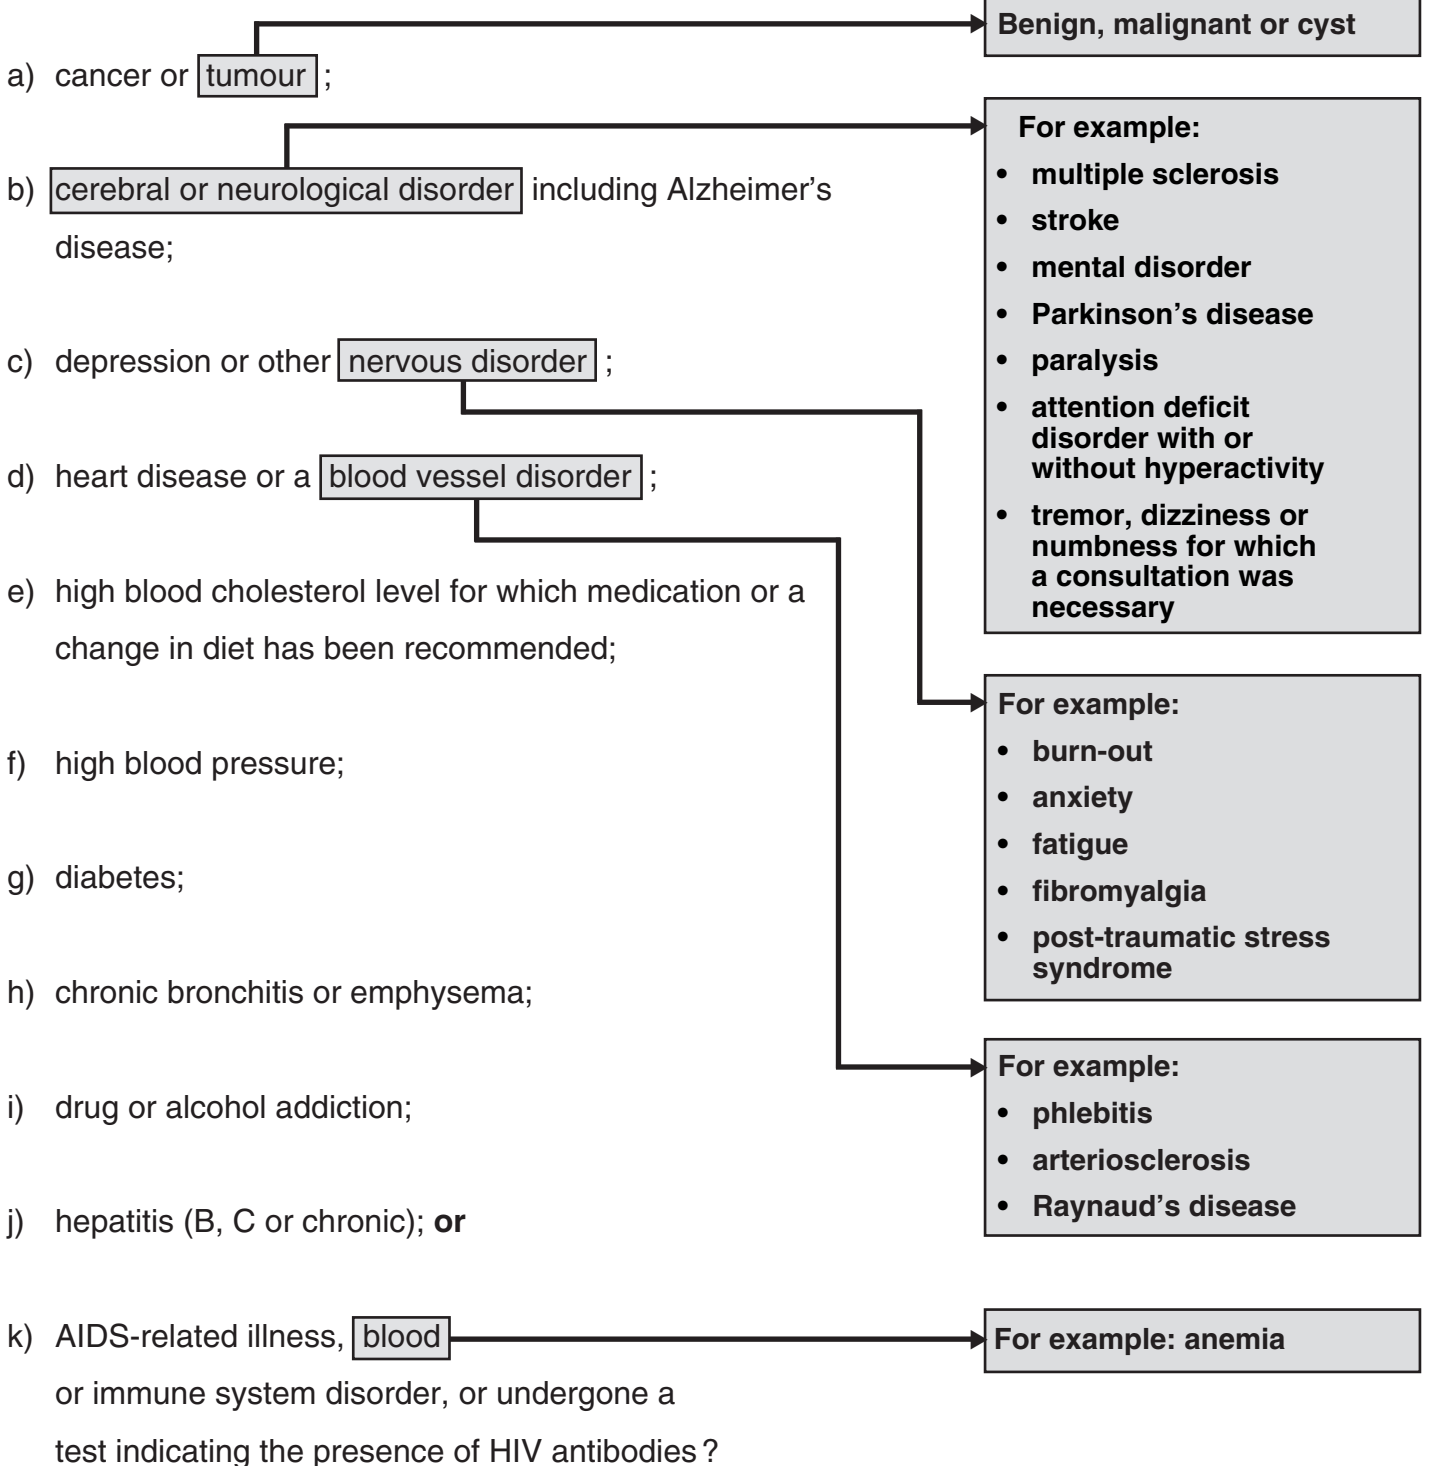 Benign, malignant or cyst
a) cancer or tumour ;
For example:
• multiple sclerosis
• stroke
• mental disorder
• Parkinson’s disease
• paralysis
• attention deficit
disorder with or
without hyperactivity
• tremor, dizziness or
numbness for which
a consultation was
necessary
b) cerebral or neurological disorder including Alzheimer’s
disease;
c) depression or other nervous disorder ;
For example:
• burn-out
• anxiety
• fatigue
• fibromyalgia
• post-traumatic stress
syndrome
d) heart disease or a blood vessel disorder ;
For example:
• phlebitis
• arteriosclerosis
• Raynaud’s disease
e) high blood cholesterol level for which medication or a
change in diet has been recommended;
f) high blood pressure;
g) diabetes;
h) chronic bronchitis or emphysema;
i) drug or alcohol addiction;
j) hepatitis (B, C or chronic); or
k) AIDS-related illness, blood
For example: anemia
or immune system disorder, or undergone a
test indicating the presence of HIV antibodies ?